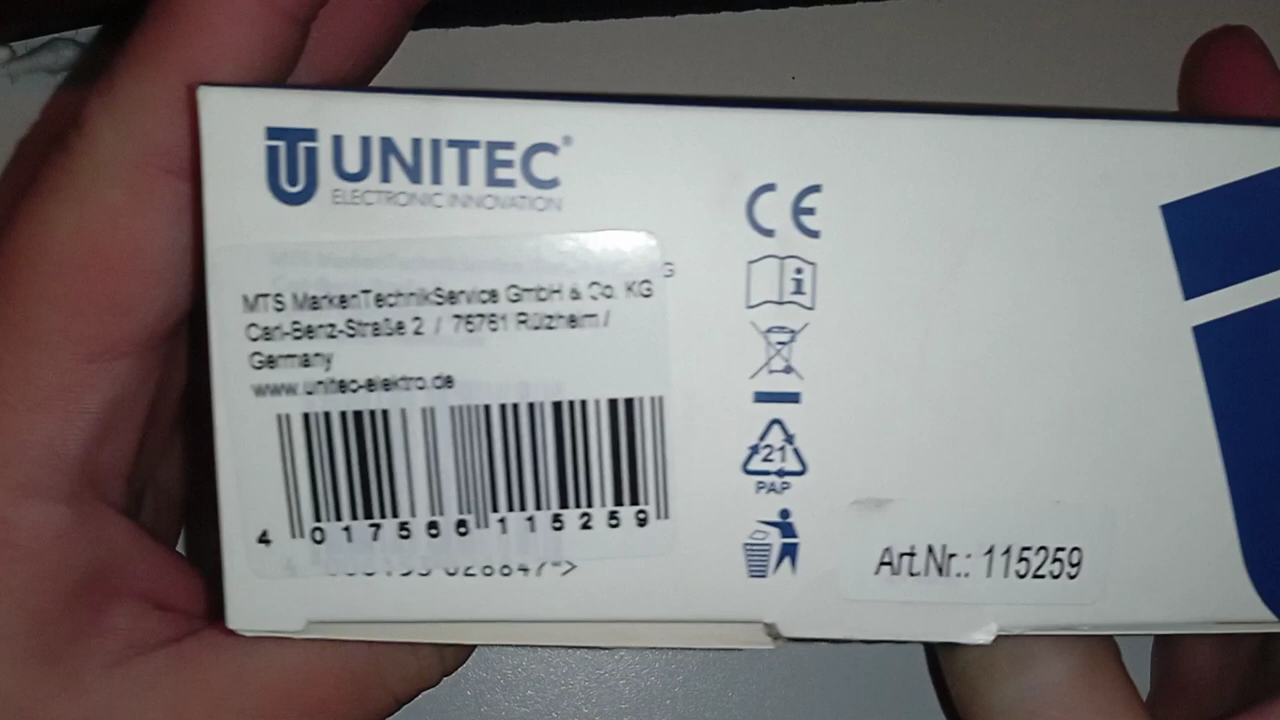 UNITEC®
ELECTRONIC INNOVATION
MTS MarkenTechnikService GmbH & Co. KG
Carl-Benz-Straße 2 / 76761 Rülzheim /
Germany
www.unitec-elektro.de
4 017566 115259
CE
i
21
PAP
Art.Nr.: 115259